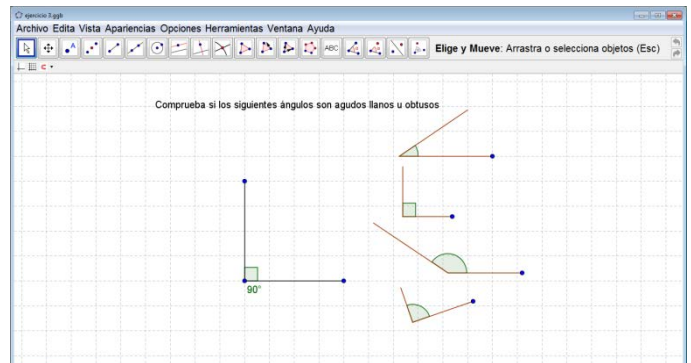 ejercicio 3.ggb
Archivo Edita Vista Apariencias Opciones Herramientas Ventana Ayuda
ABC Elige y Mueve: Arrastra o selecciona objetos (Esc)
Comprueba si los siguientes ángulos son agudos llanos u obtusos
90°